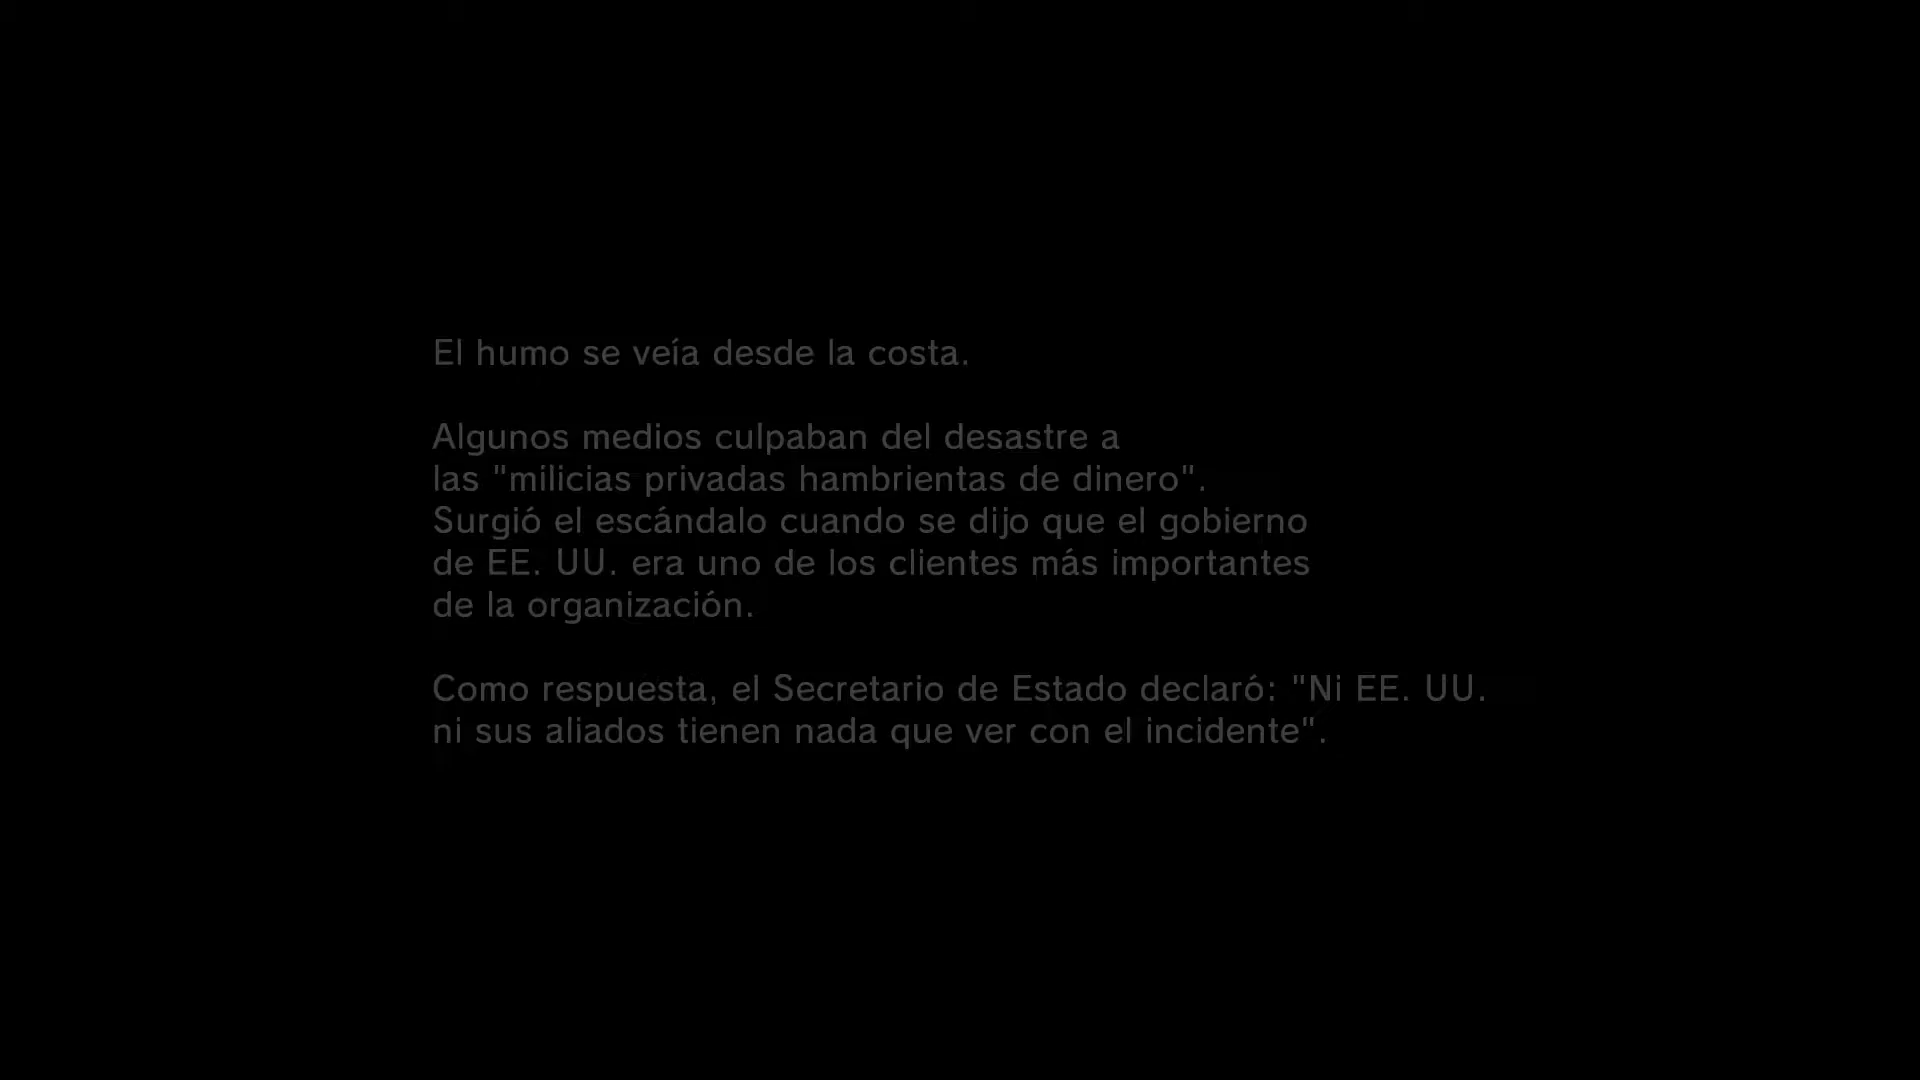 El humo se veía desde la costa.
Algunos medios culpaban del desastre a
las "milicias privadas hambrientas de dinero".
Surgió el escándalo cuando se dijo que el gobierno
de EE. UU. era uno de los clientes más importantes
de la organización.
Como respuesta, el Secretario de Estado declaró: "Ni EE. UU.
ni sus aliados tienen nada que ver con el incidente".